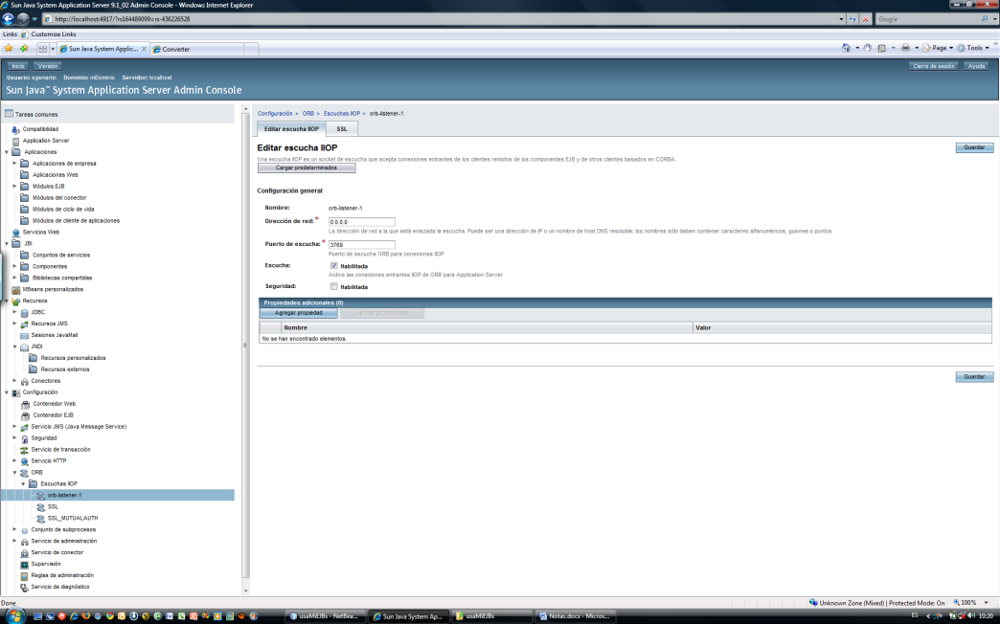 Sun Java System Application Server 9.1_02 Admin Console - Windows Internet Explorer
http://localhost:4917/?rs164489099=rs-436226528
Google
Links Customize Links
Sun Java System Applic... X
Converter
Page
Tools
Inicio Versión
Cierre de sesión Ayuda
Dominio: miDominio Servidor: localhost
Sun Java™ System Application Server Admin Console
Tareas comunes
Compatibilidad
Application Server
Aplicaciones
Aplicaciones de empresa
Aplicaciones Web
Módulos EJB
Módulos del conector
Módulos de ciclo de vida
Módulos de cliente de aplicaciones
Servicios Web
JBI
Conjuntos de servicios
Componentes
Bibliotecas compartidas
MBeans personalizados
Recursos
JDBC
Recursos JMS
Sesiones JavaMail
JNDI
Recursos personalizados
Recursos externos
Conectores
Configuración
Contenedor Web
Contenedor EJB
Servicio JMS (Java Message Service)
Seguridad
Servicio de transacción
Servicio HTTP
ORB
Escuchas IIOP
orb-listener-1
SSL
SSL_MUTUALAUTH
Conjunto de subprocesos
Servicio de administración
Servicio de conector
Supervisión
Reglas de administración
Servicio de diagnóstico
Configuración > ORB > Escuchas IIOP > orb-listener-1
Editar escucha IIOP SSL
Editar escucha IIOP
Guardar
Una escucha IIOP es un socket de escucha que acepta conexiones entrantes de los clientes remotos de los componentes EJB y de otros clientes basados en CORBA.
Cargar predeterminados
Configuración general
Nombre: orb-listener-1
Dirección de red: * 0.0.0.0
La dirección de red a la que está enlazada la escucha. Puede ser una dirección de IP o un nombre de host DNS resoluble; los nombres sólo deben contener caracteres alfanuméricos, guiones o puntos
Puerto de escucha: * 3769
Puerto de escucha ORB para conexiones IIOP
Escucha: Habilitada
Active las conexiones entrantes IIOP de ORB para Application Server
Seguridad: Habilitada
Propiedades adicionales (0)
Agregar propiedad Eliminar propiedades
Nombre Valor
No se han encontrado elementos.
Guardar
Done
Unknown Zone (Mixed) | Protected Mode: On
100%
usaMiEJBs - NetBea...
Sun Java System Ap...
usaMiEJBs
Notas.docx - Micros...
ES
10:20